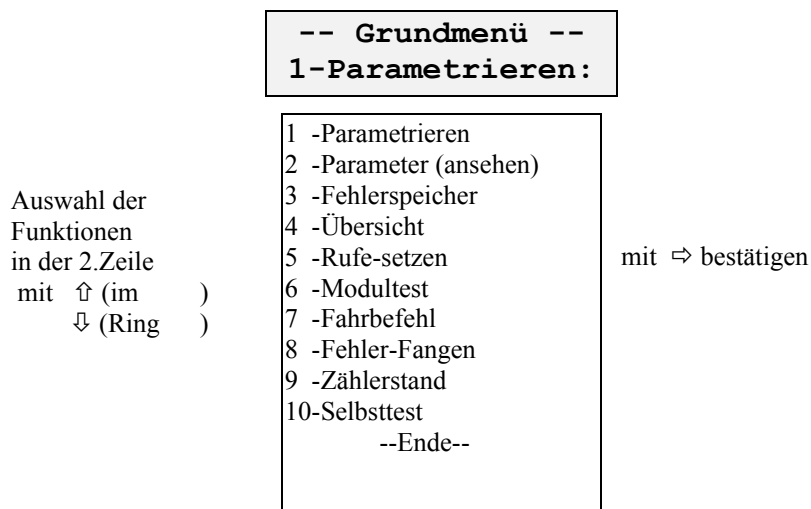 -- Grundmenü --
1-Parametrieren:
Auswahl der
Funktionen
in der 2.Zeile
mit ⇧ (im )
⇩ (Ring )
1 -Parametrieren
2 -Parameter (ansehen)
3 -Fehlerspeicher
4 -Übersicht
5 -Rufe-setzen
6 -Modultest
7 -Fahrbefehl
8 -Fehler-Fangen
9 -Zählerstand
10-Selbsttest
--Ende--
mit ⇨ bestätigen